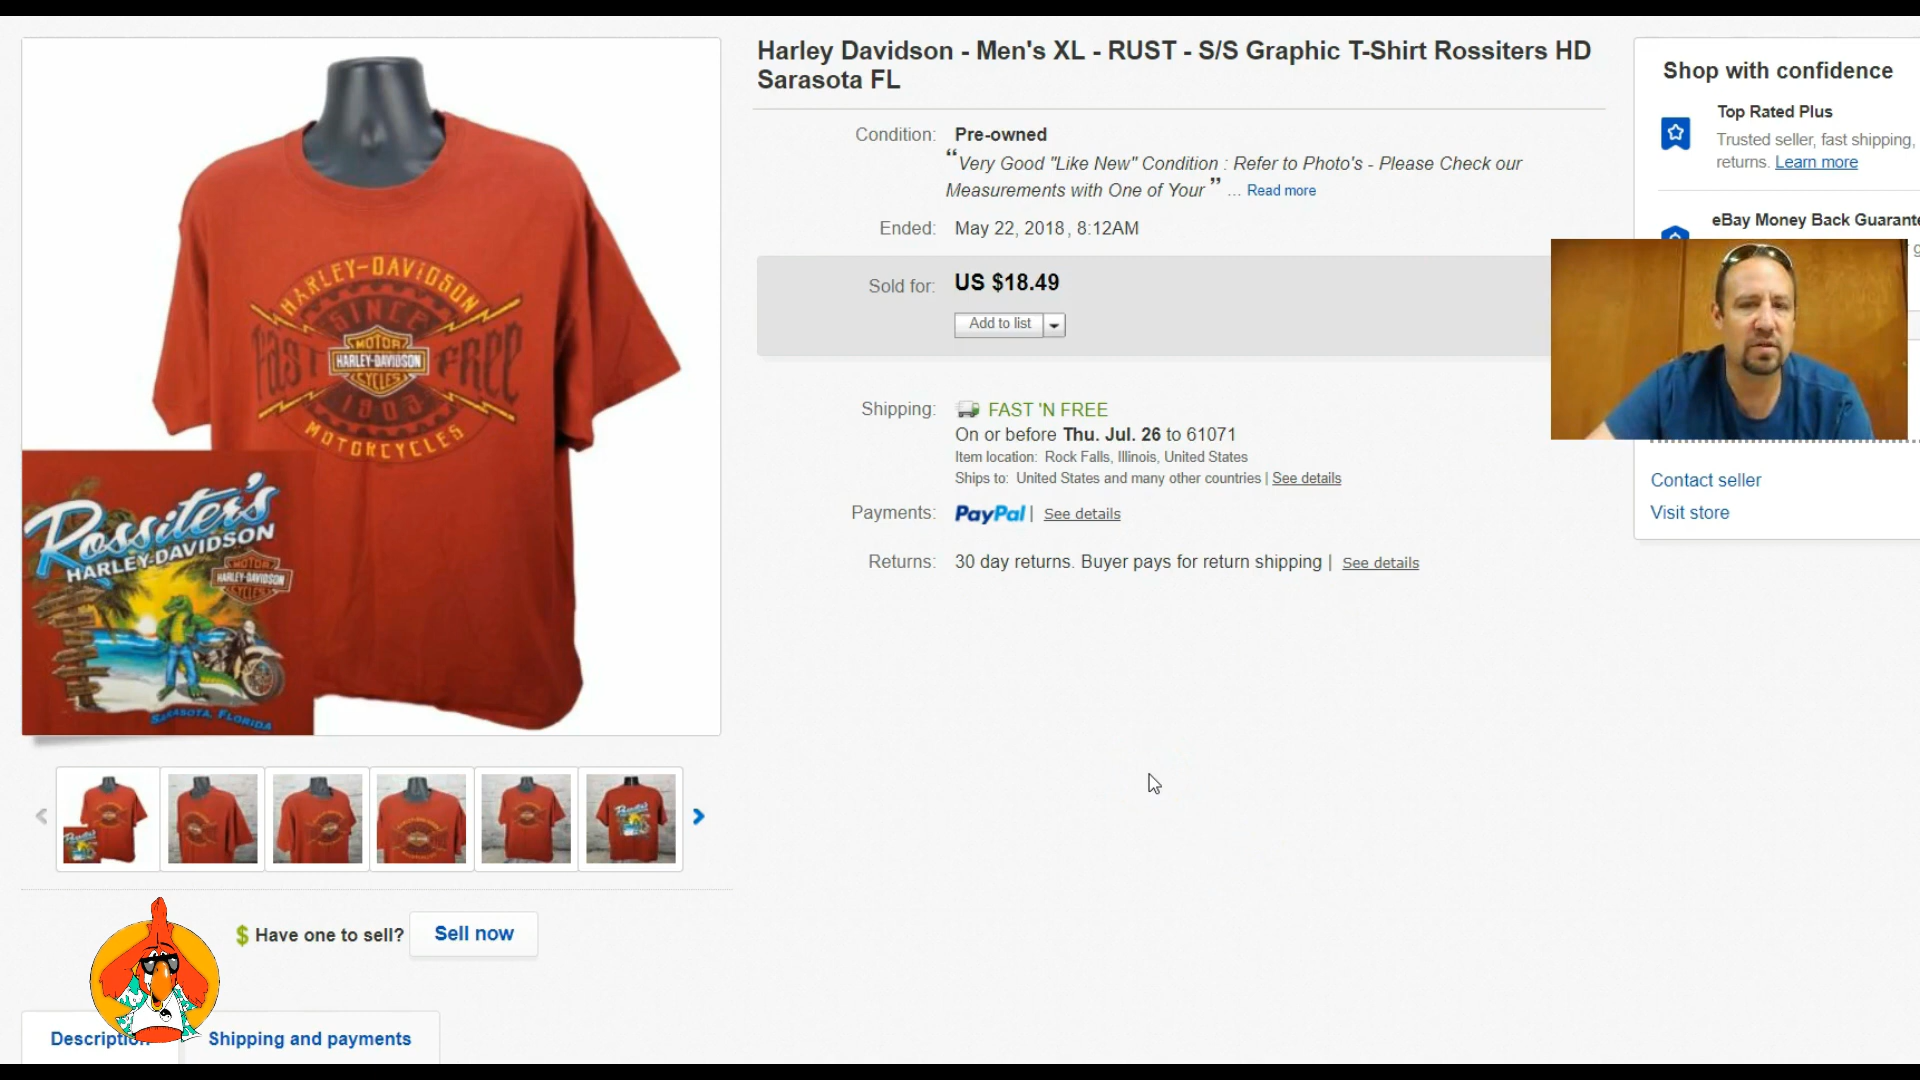 Harley Davidson - Men's XL - RUST - S/S Graphic T-Shirt Rossiters HD
Sarasota FL
Condition: Pre-owned
“Very Good "Like New" Condition : Refer to Photo's - Please Check our
Measurements with One of Your ” ... Read more
Ended: May 22, 2018 , 8:12AM
Sold for: US $18.49
Add to list
Shipping: FAST 'N FREE
On or before Thu. Jul. 26 to 61071
Item location: Rock Falls, Illinois, United States
Ships to: United States and many other countries | See details
Payments: PayPal | See details
Returns: 30 day returns. Buyer pays for return shipping | See details
Shop with confidence
Top Rated Plus
Trusted seller, fast shipping,
returns. Learn more
eBay Money Back Guarante
Contact seller
Visit store
HARLEY-DAVIDSON
SINCE
MOTOR
FAST HARLEY-DAVIDSON FREE
CYCLES
1903
MOTORCYCLES
Rossiter's
HARLEY-DAVIDSON
MOTOR
HARLEY-DAVIDSON
CYCLES
SARASOTA, FLORIDA
$ Have one to sell? Sell now
Description Shipping and payments